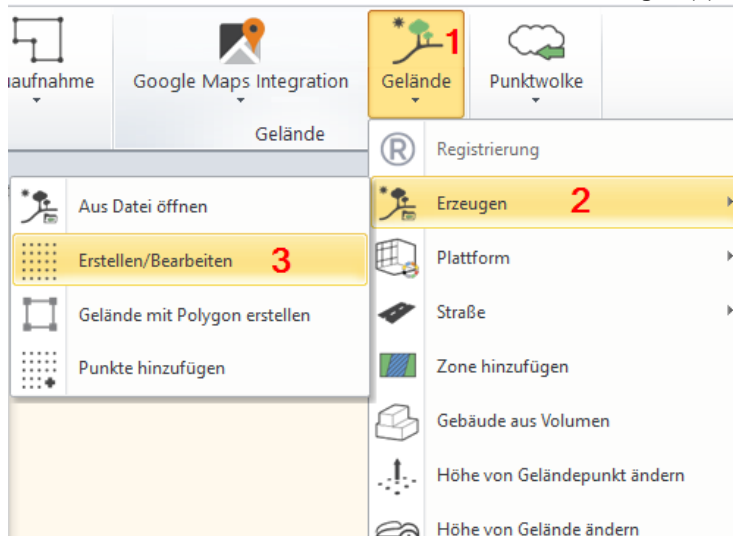 Google Maps Integration
Gelände
1
Punktwolke
Gelände
Registrierung
Erzeugen 2
Plattform
Straße
Zone hinzufügen
Gebäude aus Volumen
Höhe von Geländepunkt ändern
Höhe von Gelände ändern
Aus Datei öffnen
Erstellen/Bearbeiten 3
Gelände mit Polygon erstellen
Punkte hinzufügen